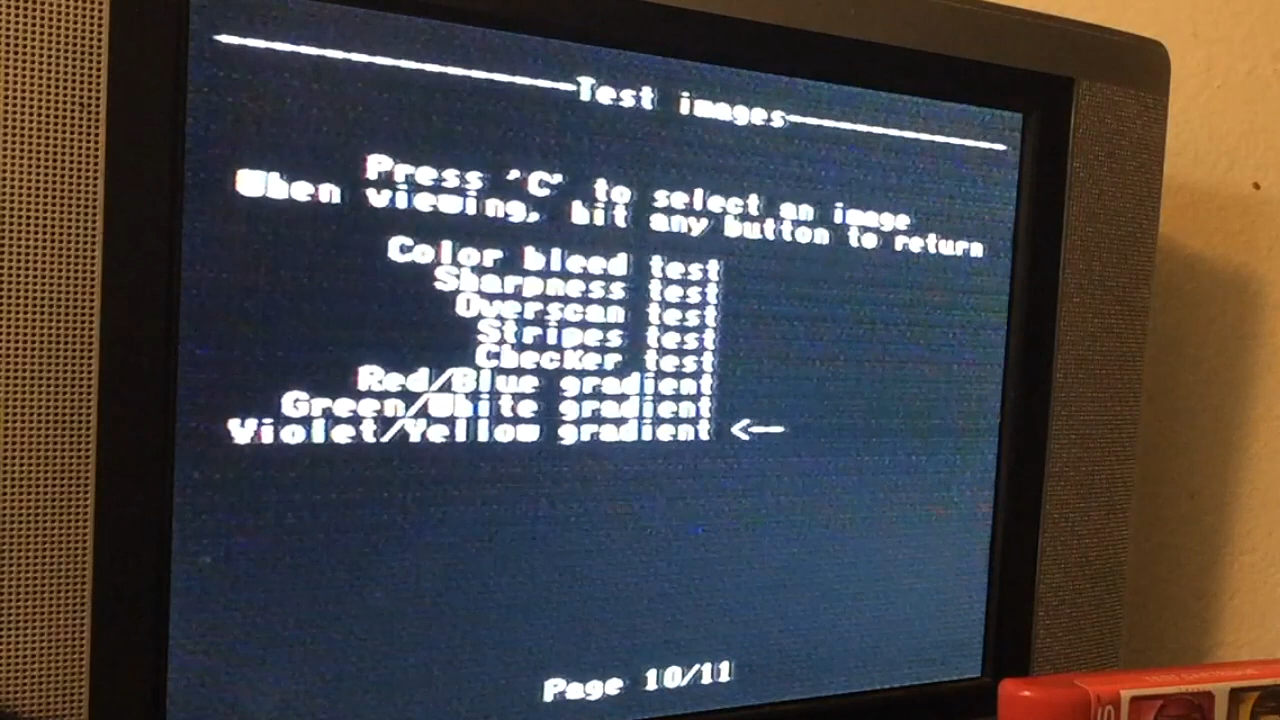 Test images
Press 'C' to select an image
When viewing, hit any button to return
Color bleed test
Sharpness test
Overscan test
Stripes test
Checker test
Red/Blue gradient
Green/White gradient
Violet/Yellow gradient <—
Page 10/11